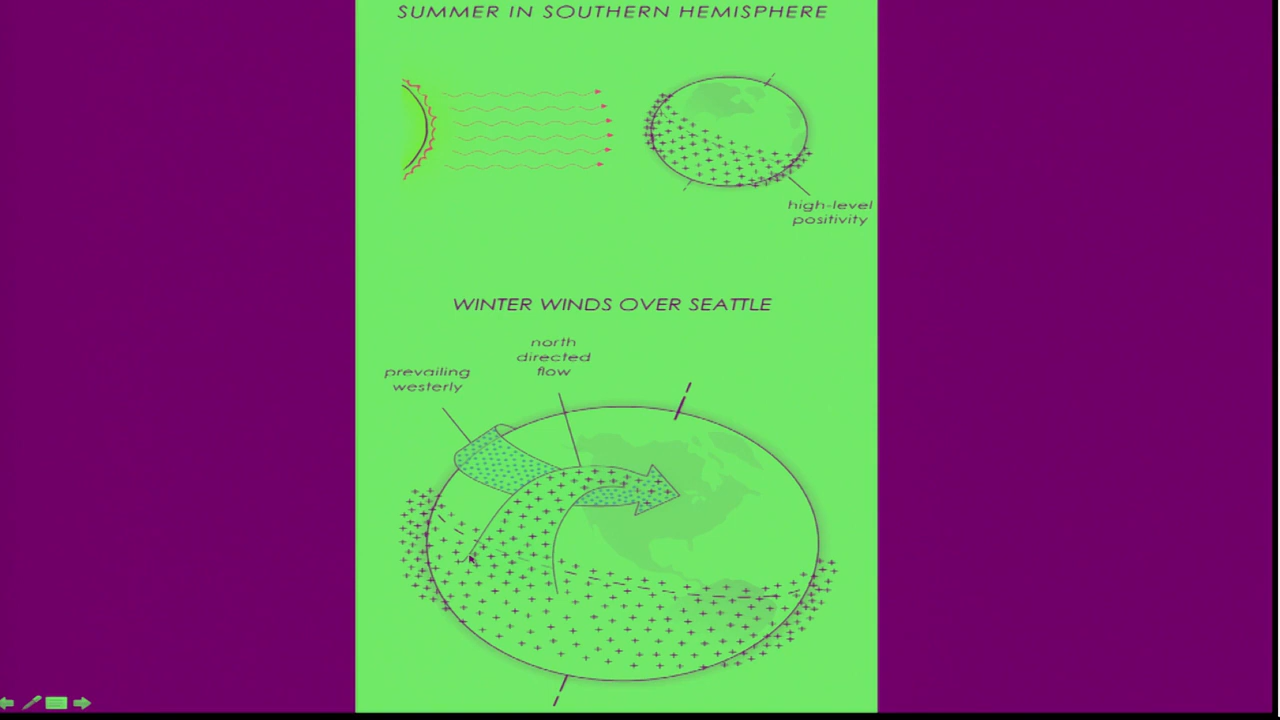 SUMMER IN SOUTHERN HEMISPHERE
high-level
positivity
WINTER WINDS OVER SEATTLE
north
directed
flow
prevailing
westerly